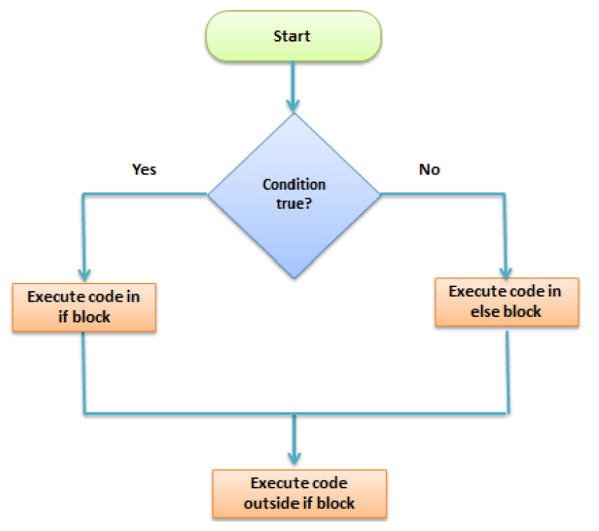 Start
Yes
No
Condition
true?
Execute code in
if block
Execute code in
else block
Execute code
outside if block